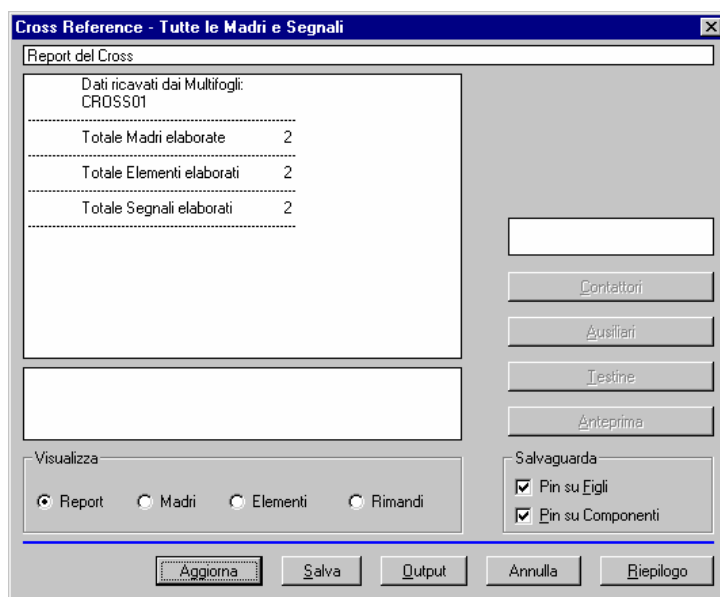 Cross Reference - Tutte le Madri e Segnali
Report del Cross
Dati ricavati dai Multifogli:
CROSS01
Totale Madri elaborate 2
Totale Elementi elaborati 2
Totale Segnali elaborati 2
Contattori
Ausiliari
Testine
Anteprima
Visualizza
Report Madri Elementi Rimandi
Salvaguarda
Pin su Figli
Pin su Componenti
Aggiorna Salva Output Annulla Riepilogo